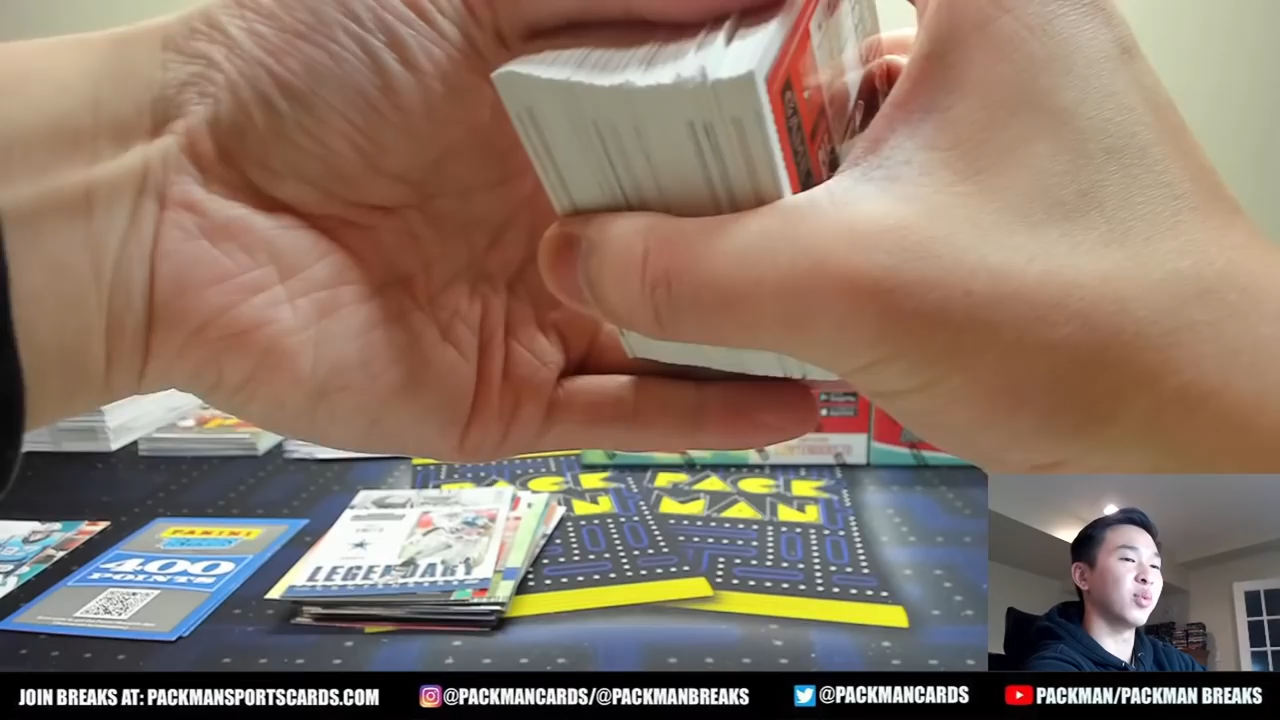 PACK
MAN
PACK
MAN
PANINI
400
POINTS
LEGENDARY
JOIN BREAKS AT: PACKMANSPORTSCARDS.COM
@PACKMANCARDS/@PACKMANBREAKS
@PACKMANCARDS
PACKMAN/PACKMAN BREAKS